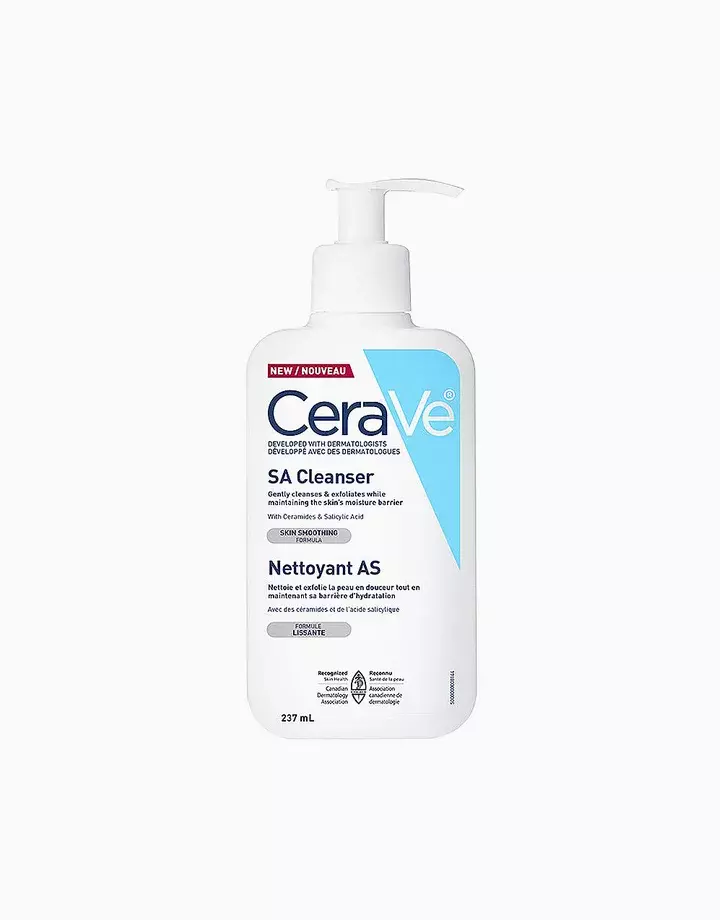 NEW / NOUVEAU
CeraVe®
DEVELOPED WITH DERMATOLOGISTS
DÉVELOPPÉ AVEC DES DERMATOLOGUES
SA Cleanser
Gently cleanses & exfoliates while
maintaining the skin's moisture barrier
With Ceramides & Salicylic Acid
SKIN SMOOTHING
FORMULA
Nettoyant AS
Nettoie et exfolie la peau en douceur tout en
maintenant sa barrière d'hydratation
Avec des céramides et de l'acide salicylique
FORMULE
LISSANTE
Recognized
Skin Health
Canadian
Dermatology
Association
Reconnu
Santé de la peau
Association
canadienne de
dermatologie
237 mL